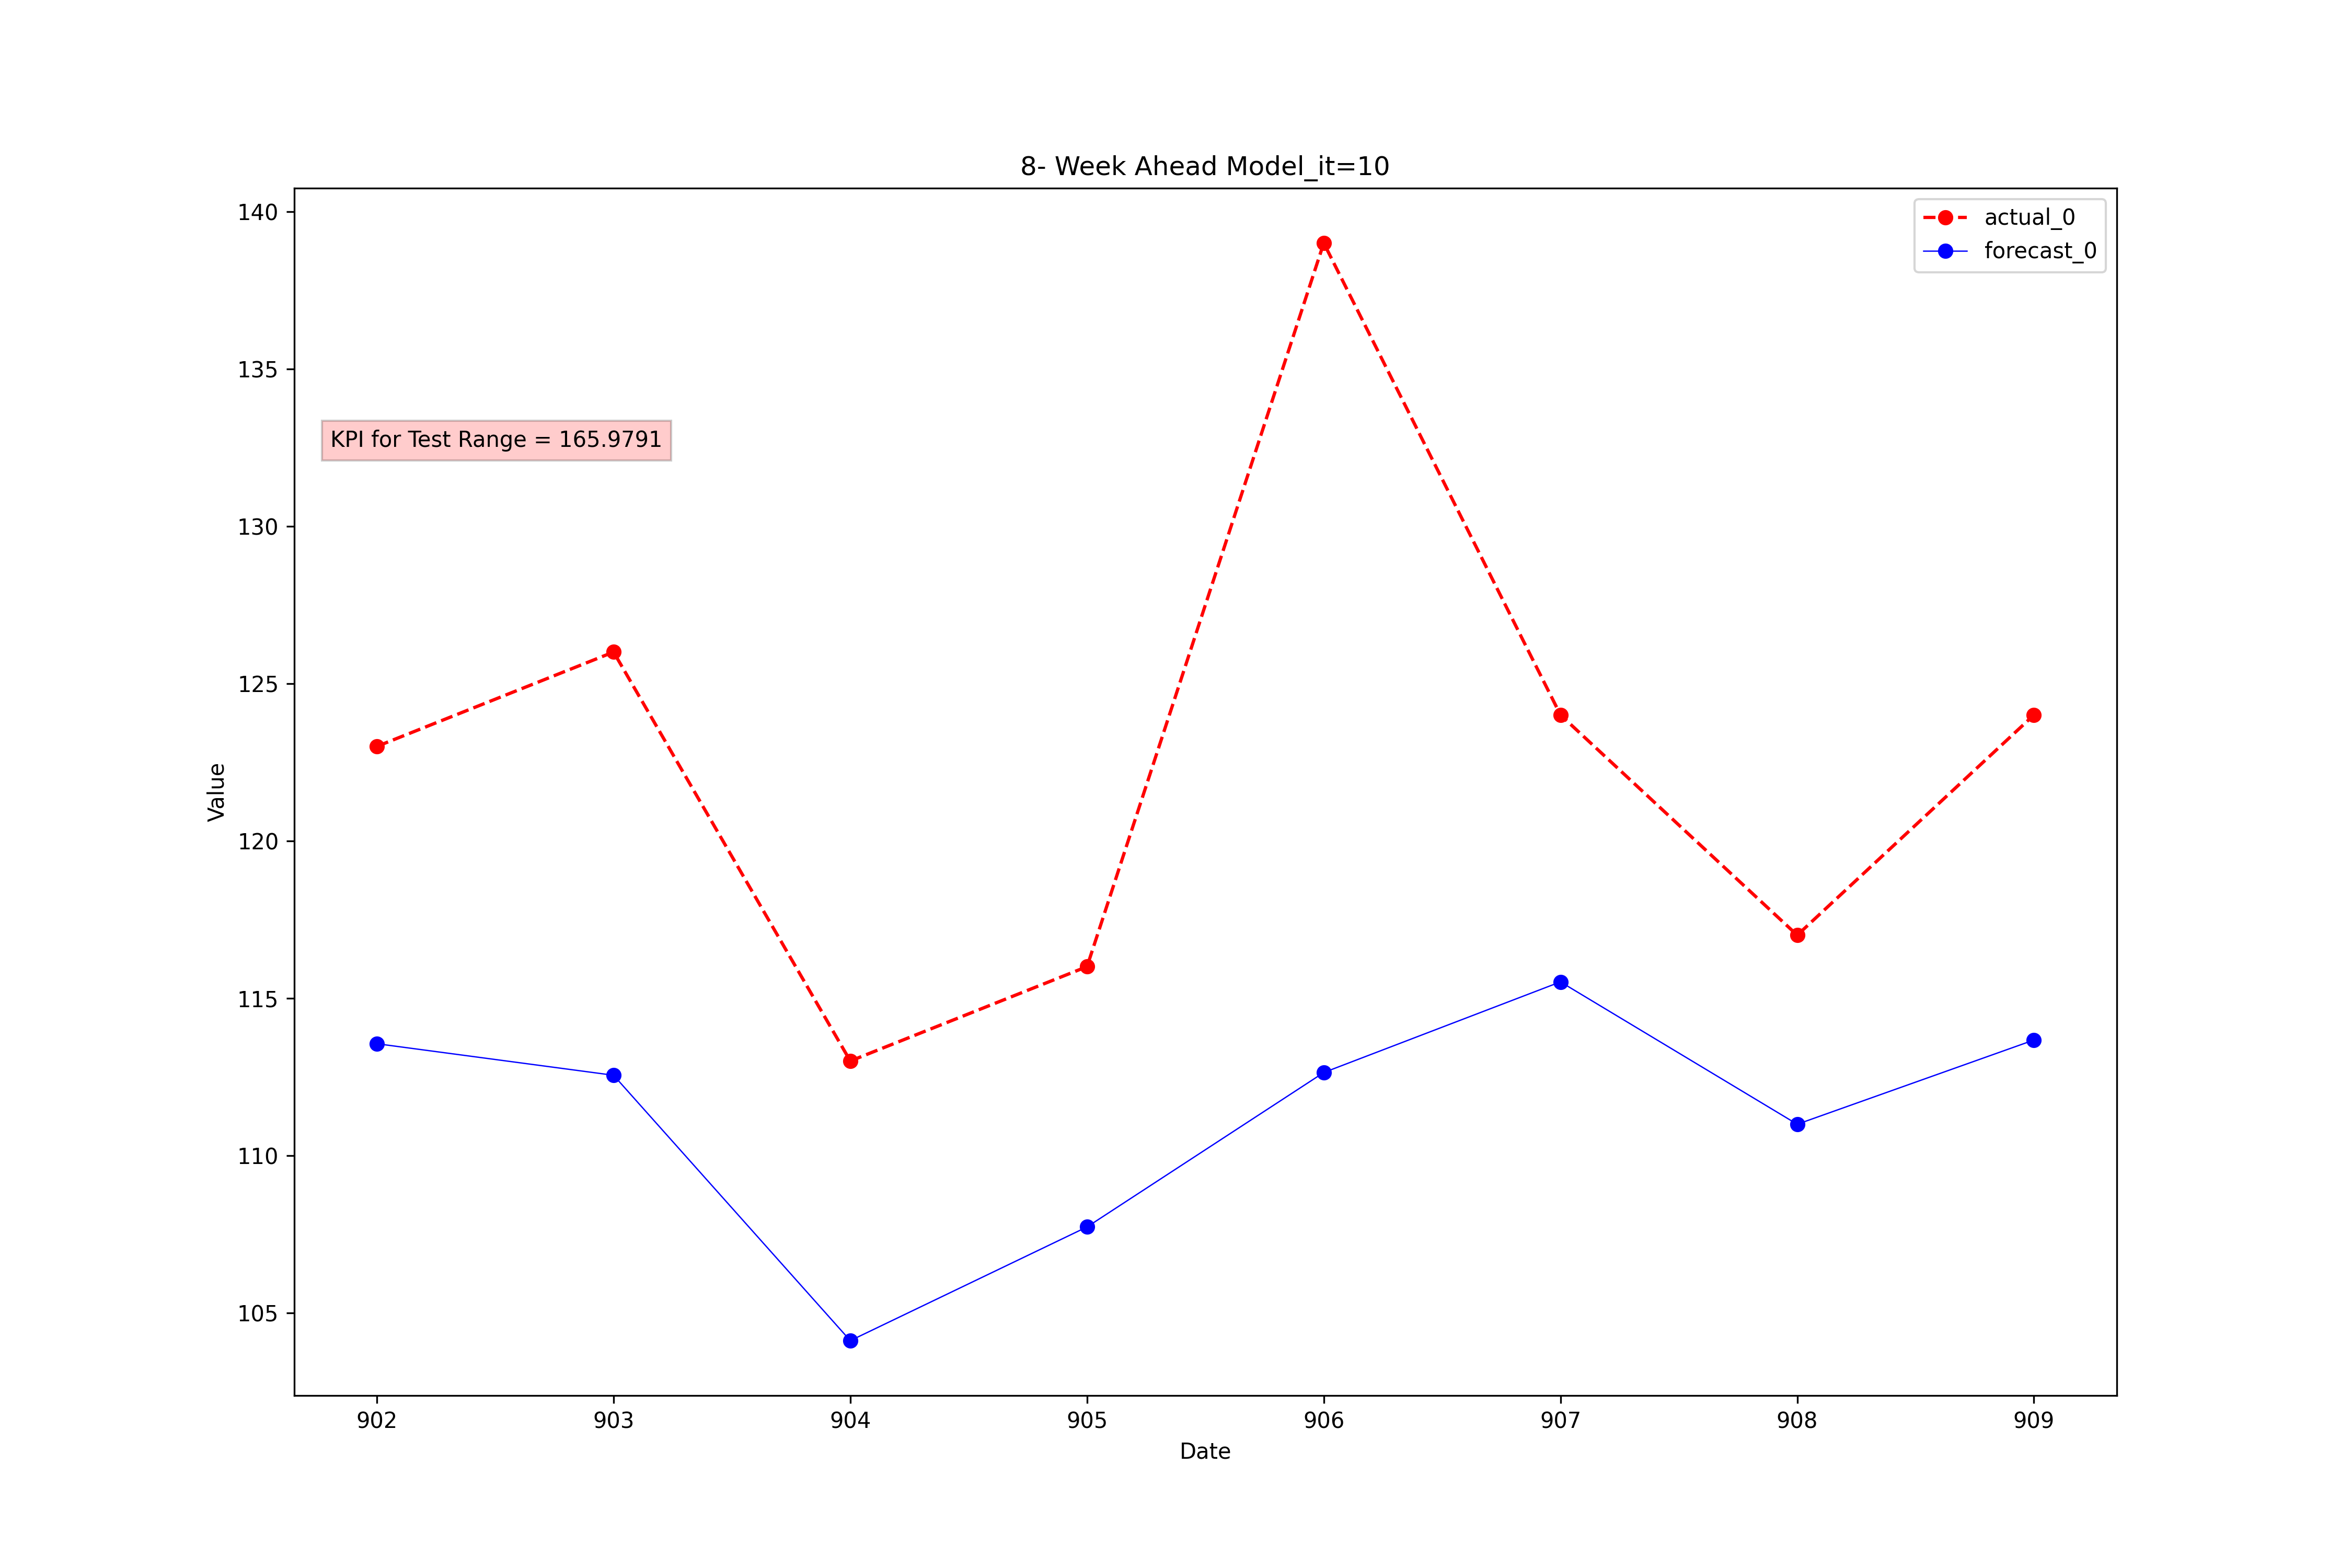 8- Week Ahead Model_it=10
actual_0
forecast_0
KPI for Test Range = 165.9791
Value
140
135
130
125
120
115
110
105
902 903 904 905 906 907 908 909
Date